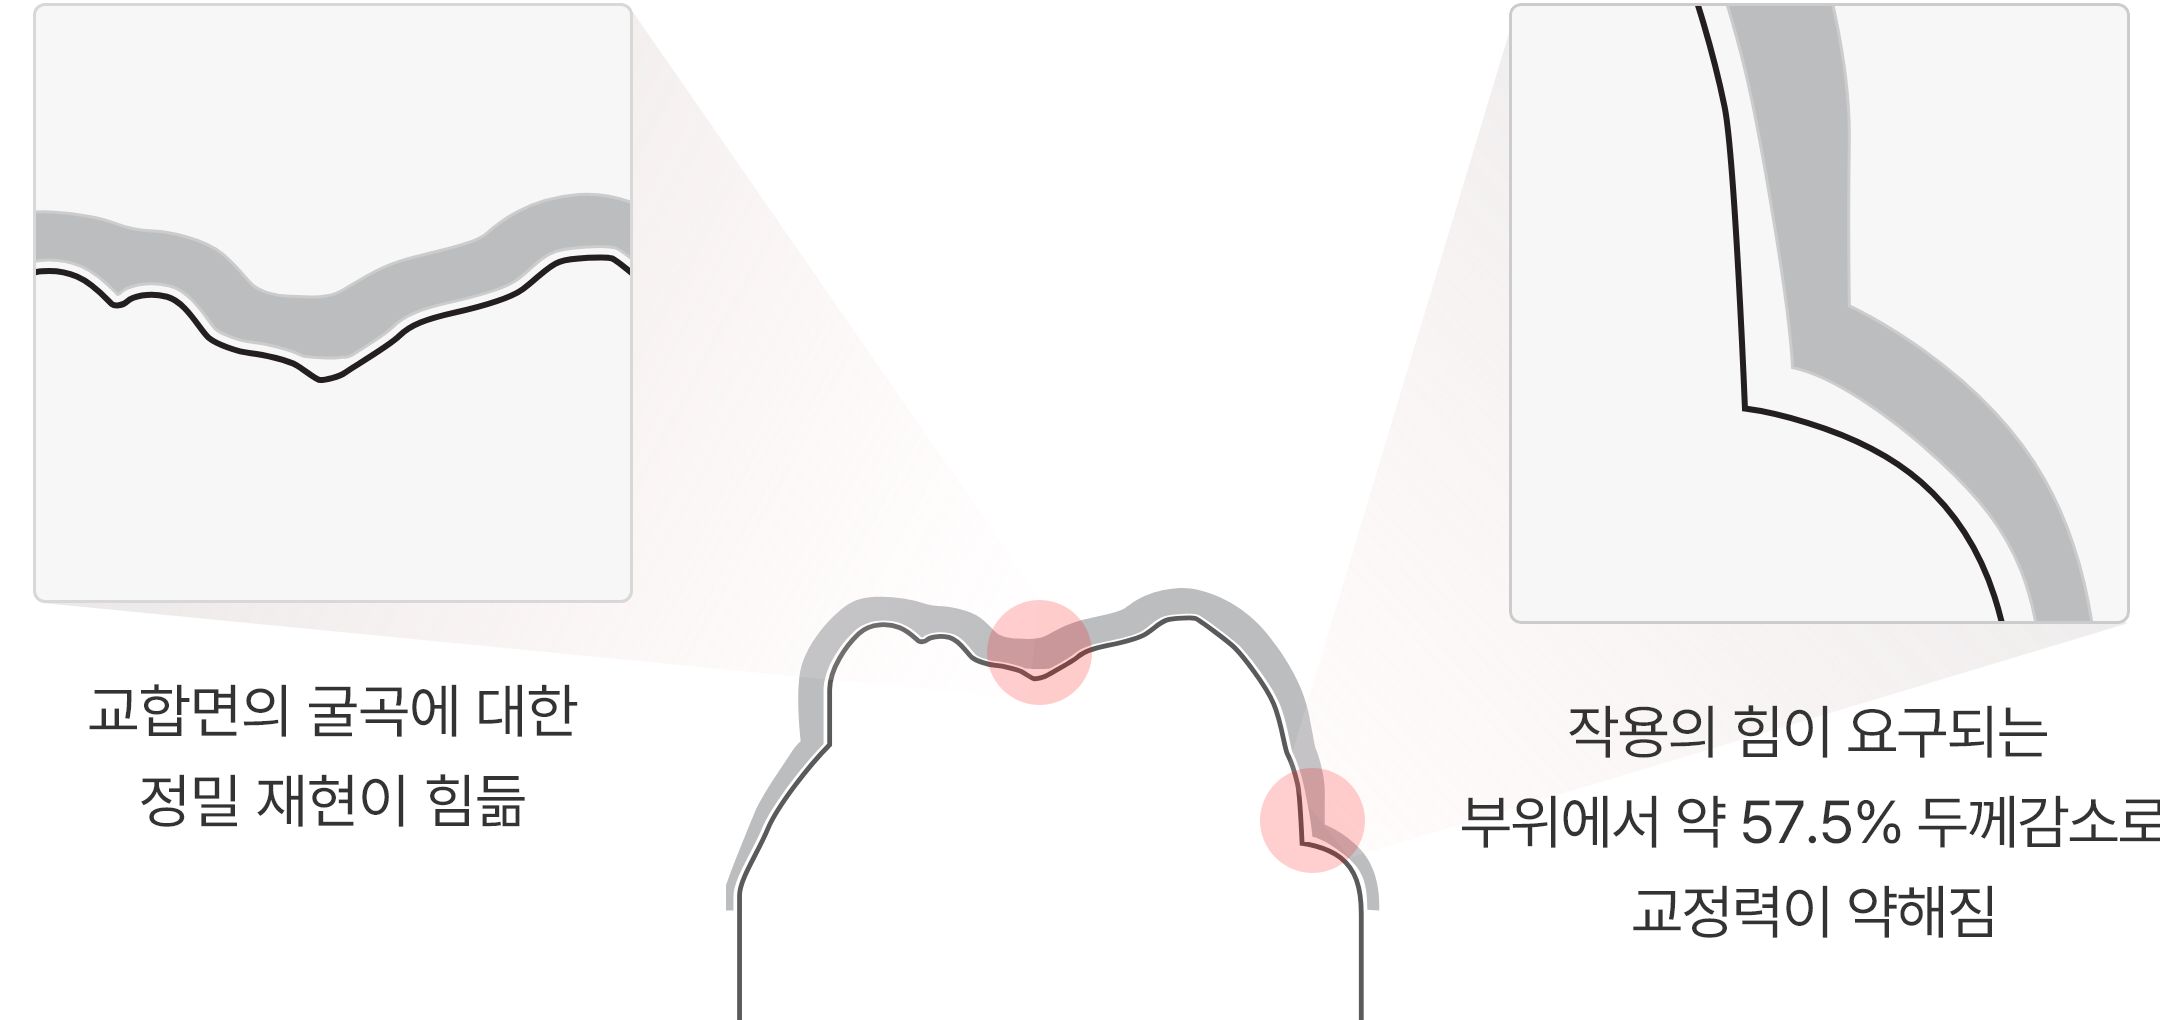 교합면의 굴곡에 대한
정밀 재현이 힘듦
작용의 힘이 요구되는
부위에서 약 57.5% 두께감소로
교정력이 약해짐